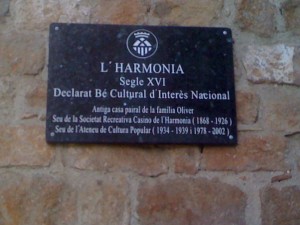 L´HARMONIA
Segle XVI
Declarat Bé Cultural d´Interès Nacional
Antiga casa pairal de la família Oliver
Seu de la Societat Recreativa Casino de l´Harmonia ( 1868 - 1926 )
Seu de l´Ateneu de Cultura Popular ( 1934 - 1939 i 1978 - 2002 )